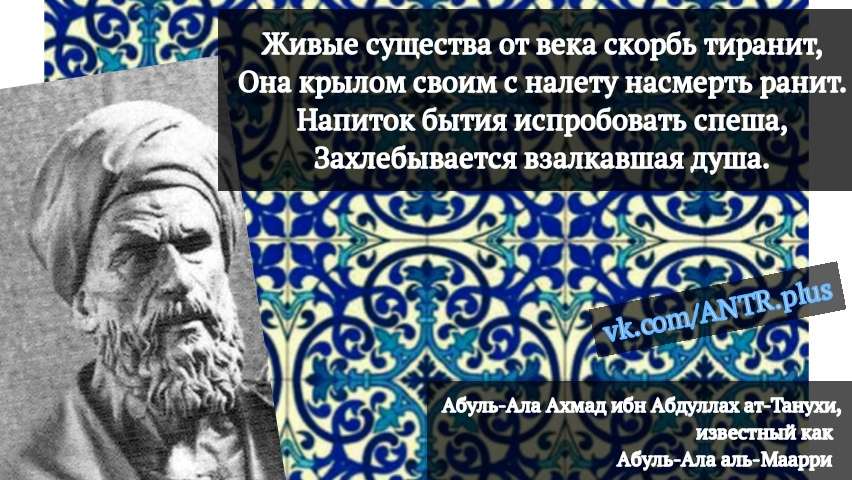 Живые существа от века скорбь тиранит,
Она крылом своим с налету насмерть ранит.
Напиток бытия испробовать спеша,
Захлебывается взалкавшая душа.
vk.com/ANTR.plus
Абуль-Ала Ахмад ибн Абдуллах ат-Танухи,
известный как
Абуль-Ала аль-Маарри